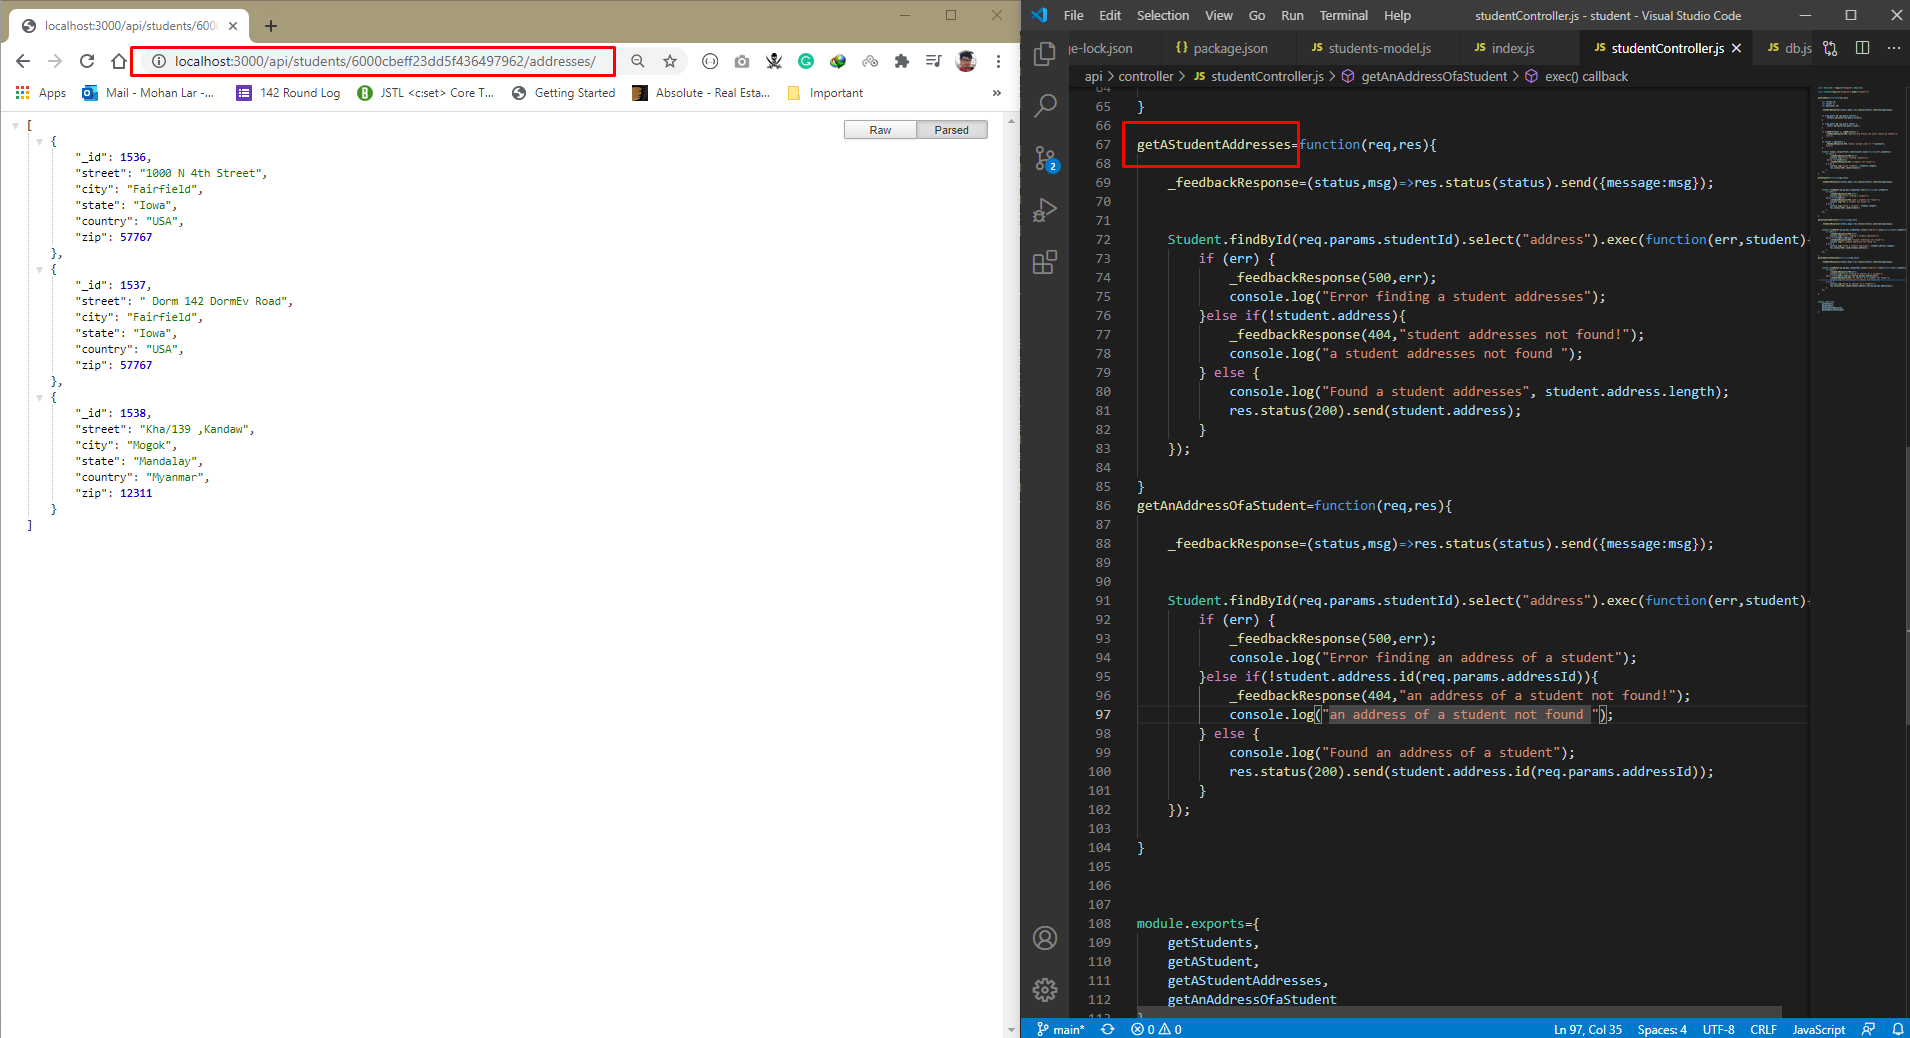 localhost:3000/api/students/6000
localhost:3000/api/students/6000cbeff23dd5f436497962/addresses/
Apps
Mail - Mohan Lar -...
142 Round Log
JSTL <c:set> Core T...
Getting Started
Absolute - Real Esta...
Important
»
Raw
Parsed
[
{
"_id": 1536,
"street": "1000 N 4th Street",
"city": "Fairfield",
"state": "Iowa",
"country": "USA",
"zip": 57767
},
{
"_id": 1537,
"street": " Dorm 142 DormEv Road",
"city": "Fairfield",
"state": "Iowa",
"country": "USA",
"zip": 57767
},
{
"_id": 1538,
"street": "Kha/139 ,Kandaw",
"city": "Mogok",
"state": "Mandalay",
"country": "Myanmar",
"zip": 12311
}
]
File Edit Selection View Go Run Terminal Help
studentController.js - student - Visual Studio Code
ge-lock.json
{} package.json
JS students-model.js
JS index.js
JS studentController.js
JS db.js
api > controller > JS studentController.js > getAnAddressOfaStudent > exec() callback
2
64
65 }
66
67 getAStudentAddresses=function(req,res){
68
69 _feedbackResponse=(status,msg)=>res.status(status).send({message:msg});
70
71
72 Student.findById(req.params.studentId).select("address").exec(function(err,student){
73 if (err) {
74 _feedbackResponse(500,err);
75 console.log("Error finding a student addresses");
76 }else if(!student.address){
77 _feedbackResponse(404,"student addresses not found!");
78 console.log("a student addresses not found ");
79 } else {
80 console.log("Found a student addresses", student.address.length);
81 res.status(200).send(student.address);
82 }
83 });
84
85 }
86 getAnAddressOfaStudent=function(req,res){
87
88 _feedbackResponse=(status,msg)=>res.status(status).send({message:msg});
89
90
91 Student.findById(req.params.studentId).select("address").exec(function(err,student){
92 if (err) {
93 _feedbackResponse(500,err);
94 console.log("Error finding an address of a student");
95 }else if(!student.address.id(req.params.addressId)){
96 _feedbackResponse(404,"an address of a student not found!");
97 console.log("an address of a student not found ");
98 } else {
99 console.log("Found an address of a student");
100 res.status(200).send(student.address.id(req.params.addressId));
101 }
102 });
103
104 }
105
106
107
108 module.exports={
109 getStudents,
110 getAStudent,
111 getAStudentAddresses,
112 getAnAddressOfaStudent
main*
0 0
Ln 97, Col 35
Spaces: 4
UTF-8
CRLF
JavaScript